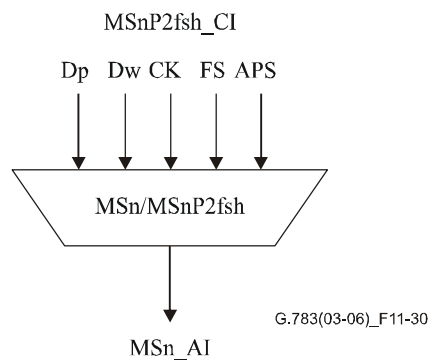 MSnP2fsh_CI
Dp Dw CK FS APS
MSn/MSnP2fsh
G.783(03-06)_F11-30
MSn_AI